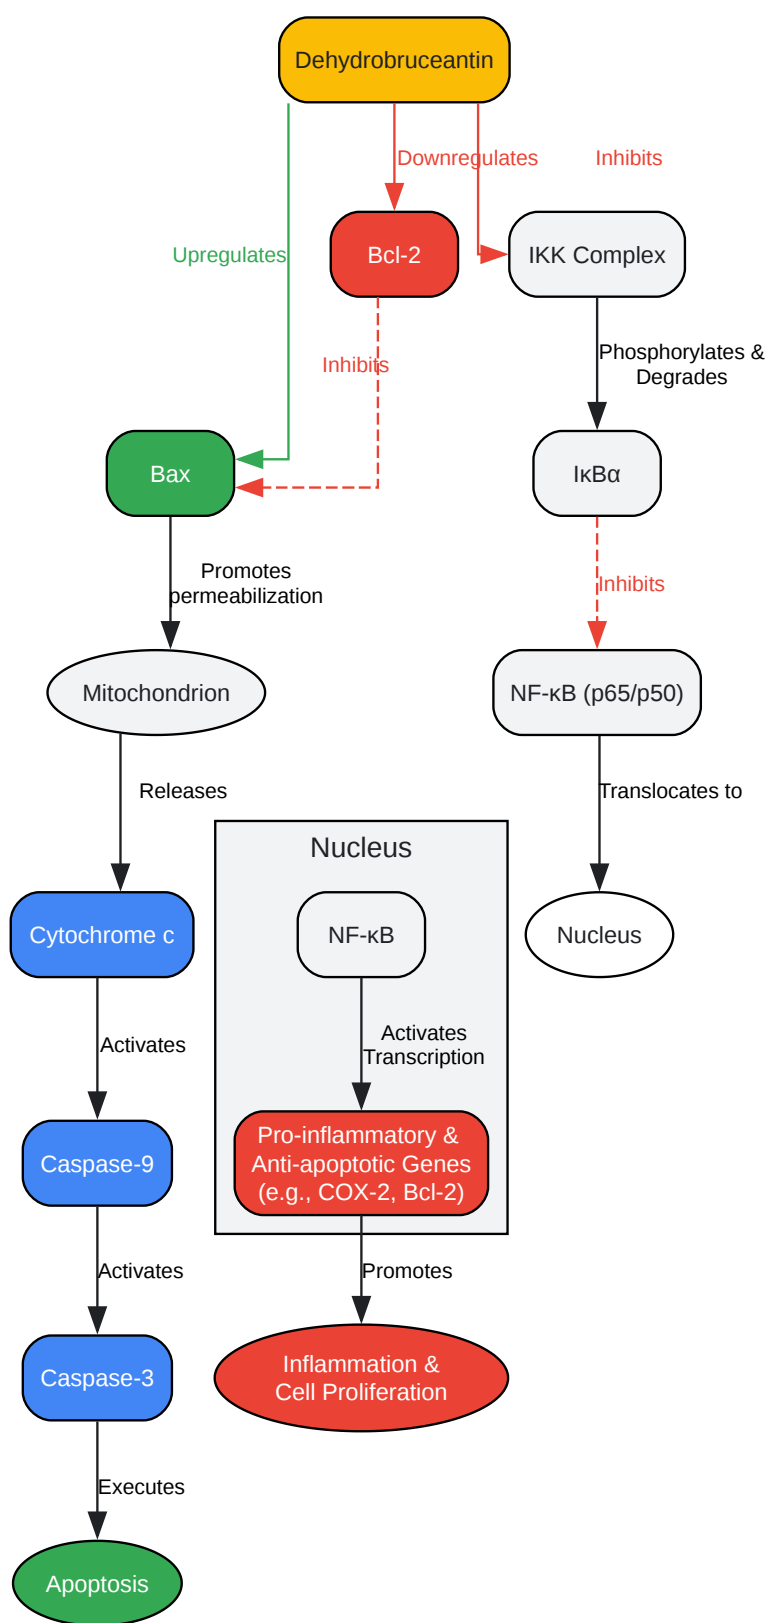 Dehydrobruceantin
Downregulates
Inhibits
Upregulates
Bcl-2
IKK Complex
Inhibits
Phosphorylates &
Degrades
Bax
IκBα
Promotes
permeabilization
Inhibits
Mitochondrion
NF-κB (p65/p50)
Releases
Translocates to
Nucleus
Cytochrome c
NF-κB
Nucleus
Activates
Activates
Transcription
Caspase-9
Pro-inflammatory &
Anti-apoptotic Genes
(e.g., COX-2, Bcl-2)
Activates
Promotes
Caspase-3
Inflammation &
Cell Proliferation
Executes
Apoptosis